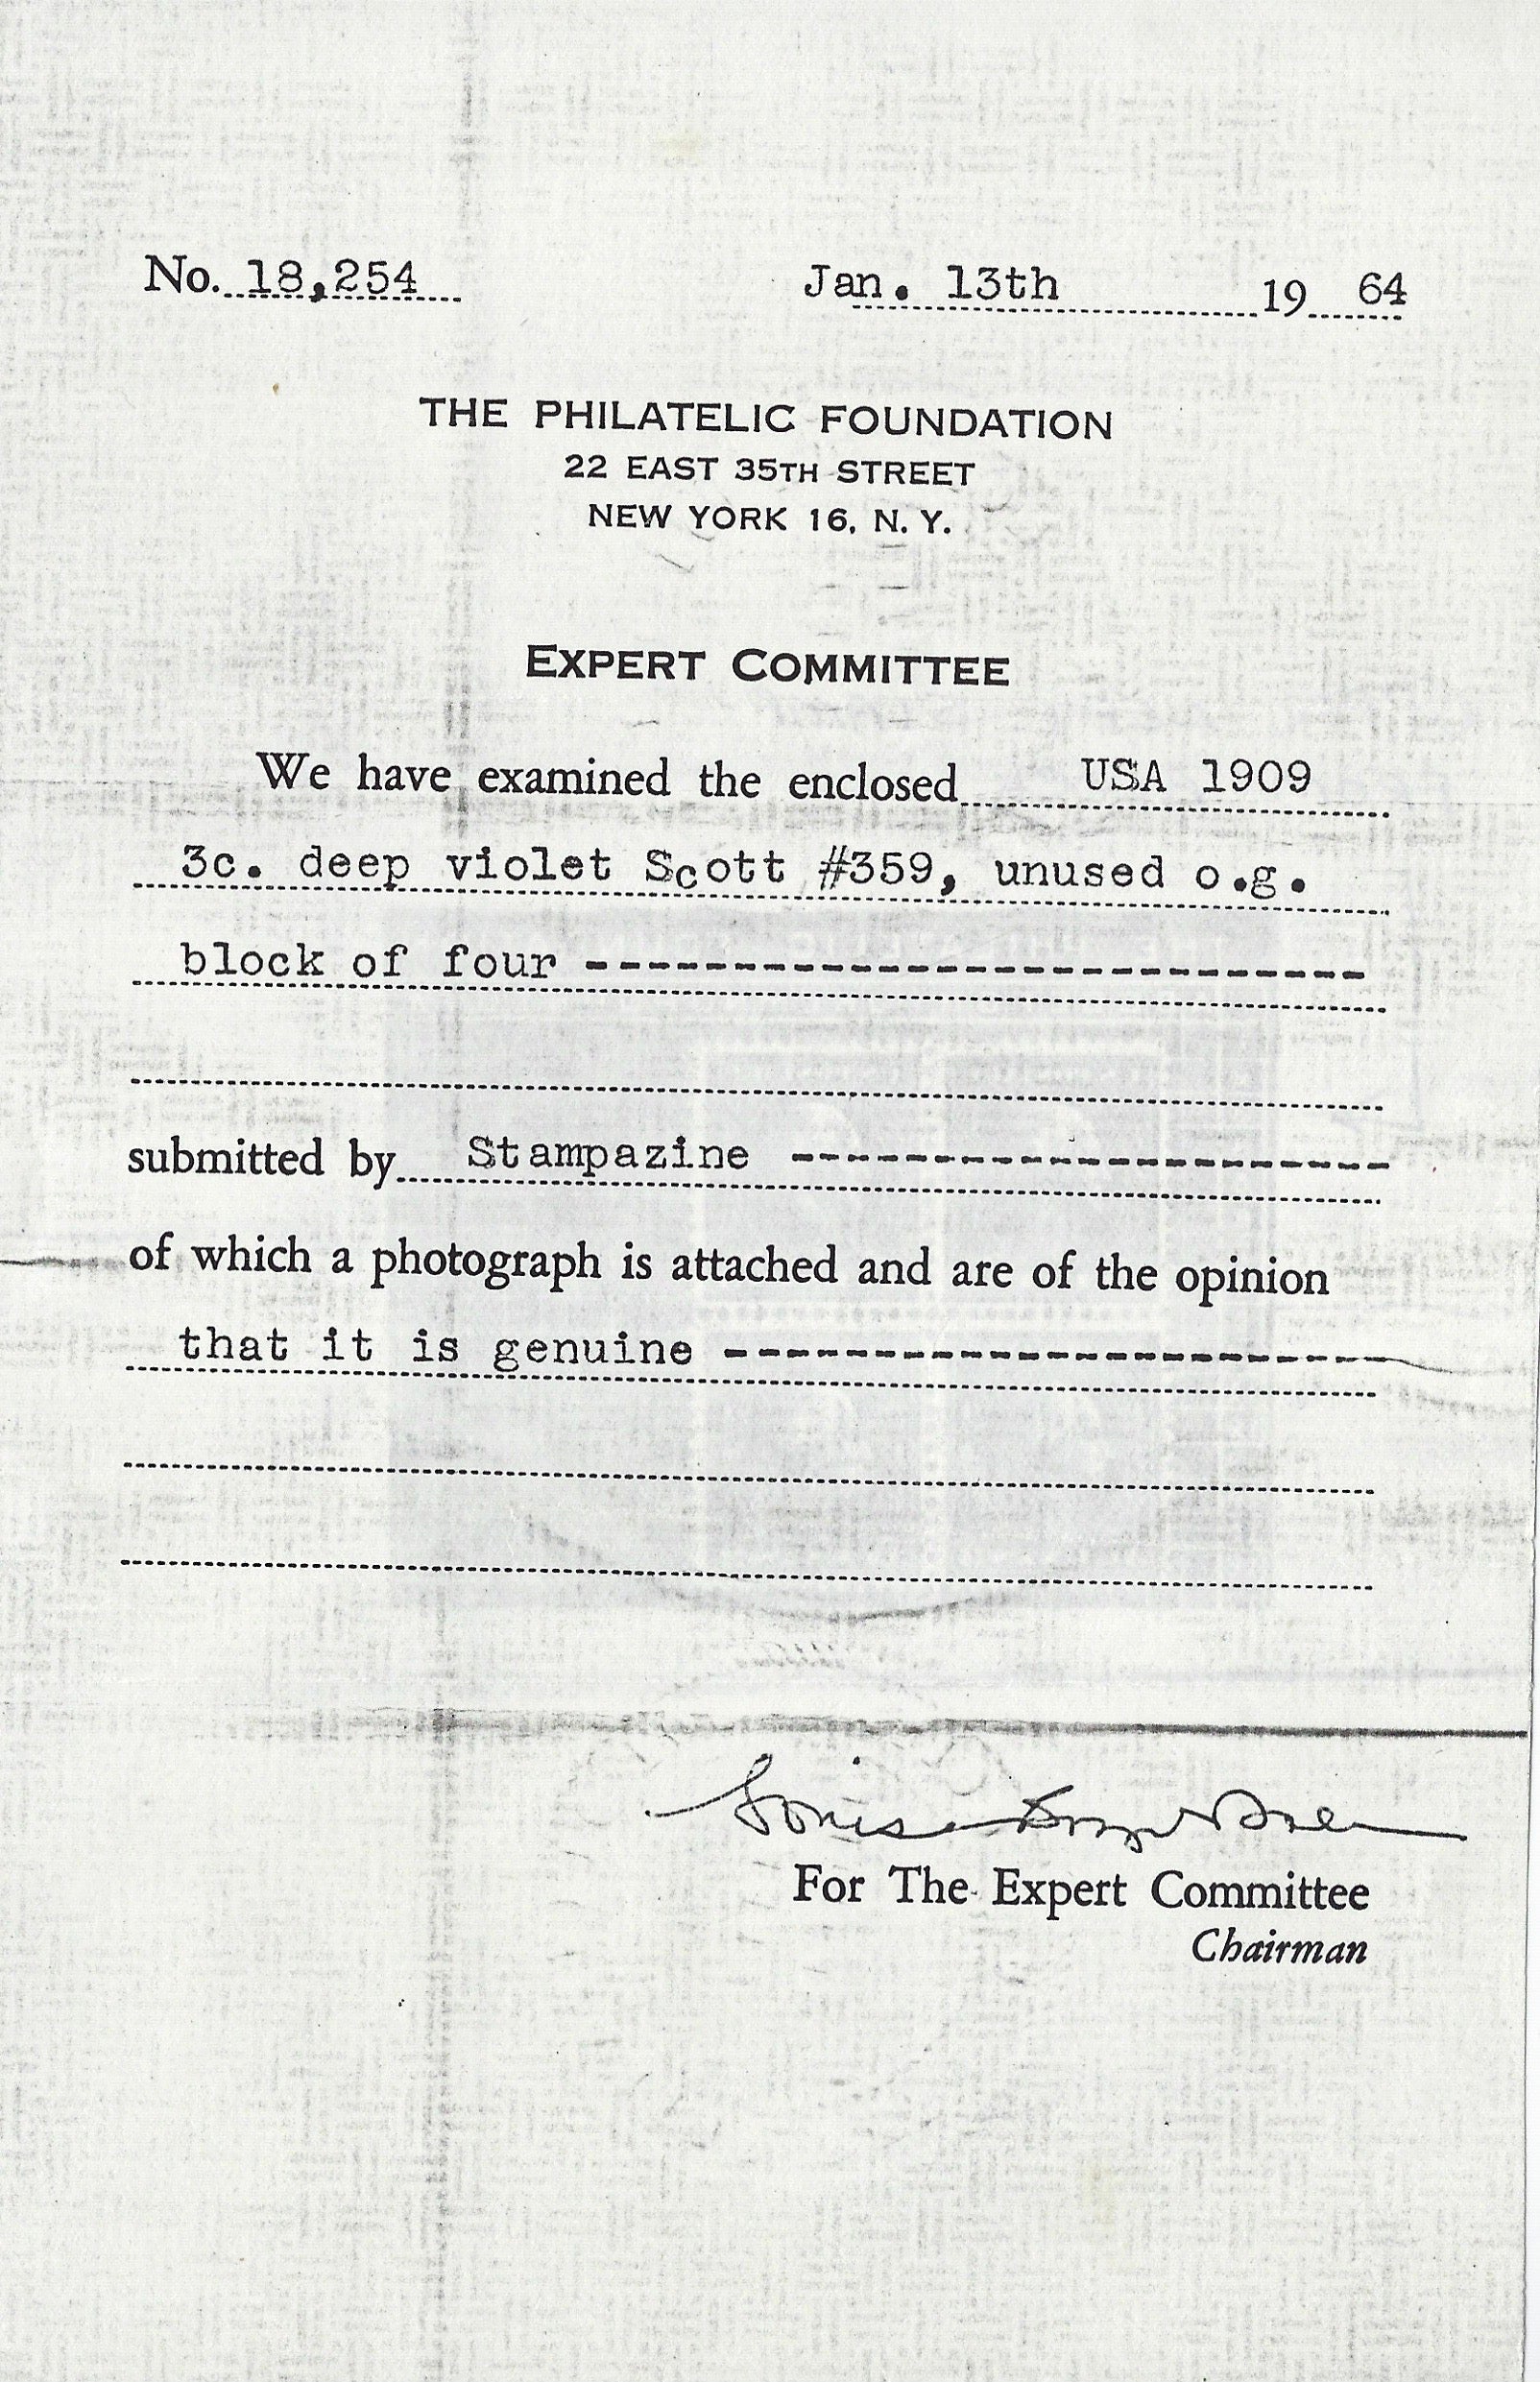 No. 18,254 Jan. 13th 19 64
THE PHILATELIC FOUNDATION
22 EAST 35TH STREET
NEW YORK 16, N. Y.
EXPERT COMMITTEE
We have examined the enclosed USA 1909
3c. deep violet Scott #359, unused o.g.
block of four ----------------------------
submitted by Stampazine ---------------------
of which a photograph is attached and are of the opinion
that it is genuine ------------------------
Louise Boyd Dale
For The Expert Committee
Chairman